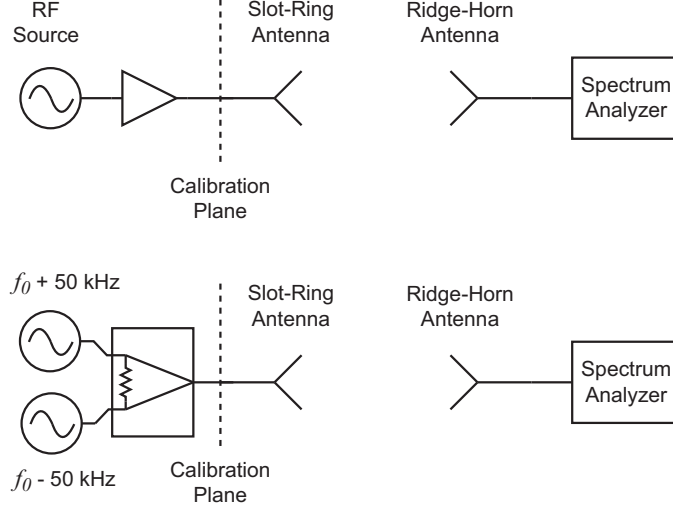 RF
Source
Slot-Ring
Antenna
Ridge-Horn
Antenna
Spectrum
Analyzer
Calibration
Plane
f0 + 50 kHz
Slot-Ring
Antenna
Ridge-Horn
Antenna
Spectrum
Analyzer
f0 - 50 kHz
Calibration
Plane